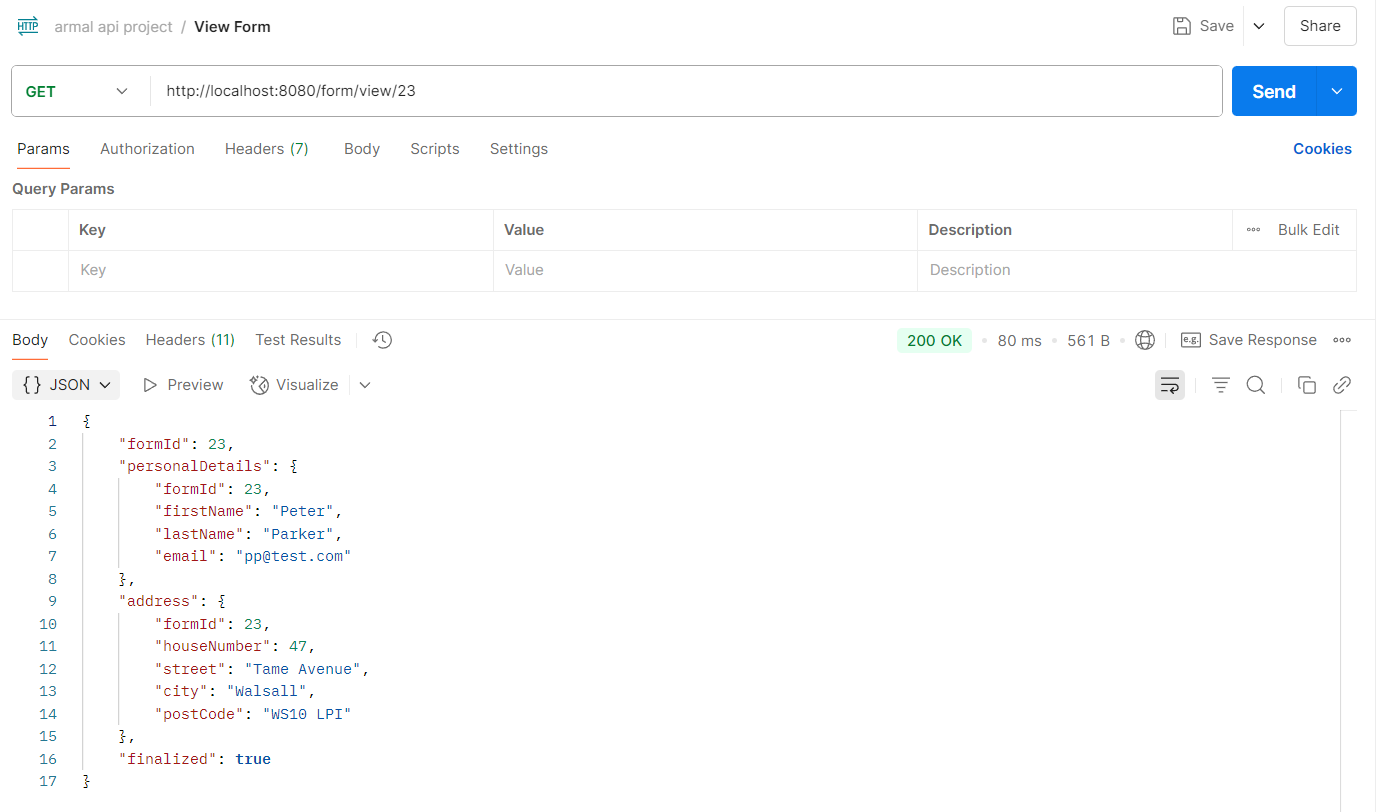 HTTP armal api project / View Form Save Share
GET http://localhost:8080/form/view/23 Send
Params Authorization Headers (7) Body Scripts Settings Cookies
Query Params
Key Value Description Bulk Edit
Key Value Description
Body Cookies Headers (11) Test Results 200 OK 80 ms 561 B e.g. Save Response
{} JSON Preview Visualize
1 {
2 "formId": 23,
3 "personalDetails": {
4 "formId": 23,
5 "firstName": "Peter",
6 "lastName": "Parker",
7 "email": "pp@test.com"
8 },
9 "address": {
10 "formId": 23,
11 "houseNumber": 47,
12 "street": "Tame Avenue",
13 "city": "Walsall",
14 "postCode": "WS10 LPI"
15 },
16 "finalized": true
17 }